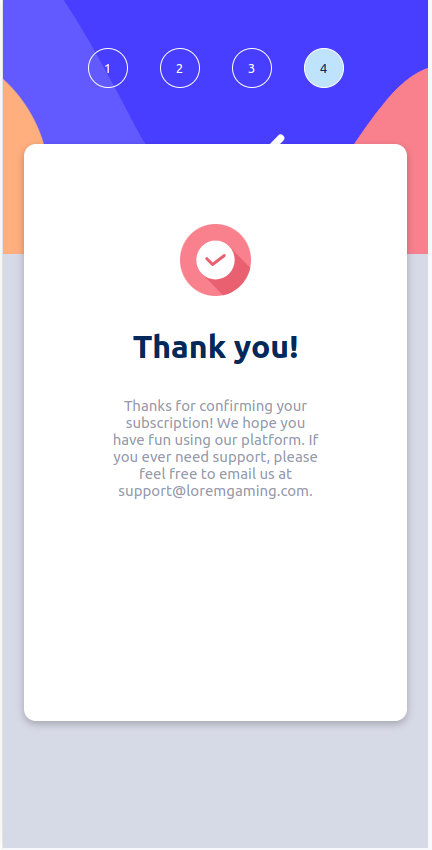 1 2 3 4
Thank you!
Thanks for confirming your
subscription! We hope you
have fun using our platform. If
you ever need support, please
feel free to email us at
support@loremgaming.com.